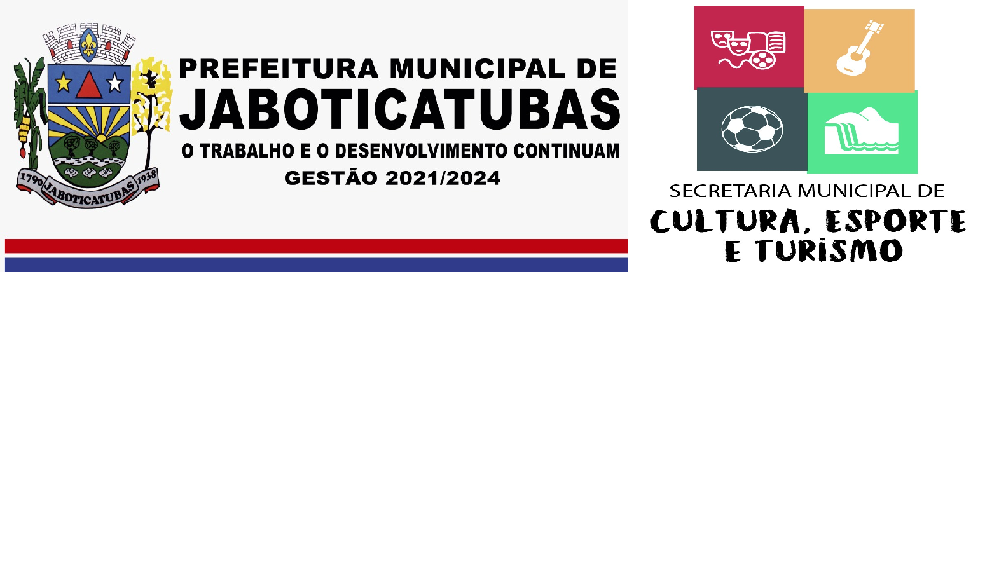 PREFEITURA MUNICIPAL DE
JABOTICATUBAS
O TRABALHO E O DESENVOLVIMENTO CONTINUAM
GESTÃO 2021/2024
1790 JABOTICATUBAS 1938
SECRETARIA MUNICIPAL DE
CULTURA, ESPORTE
E TURISMO